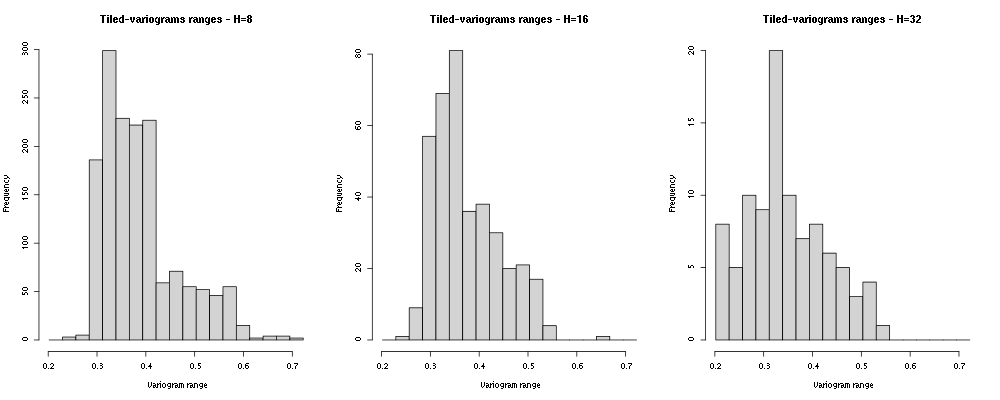 Tiled-variograms ranges - H=8
Frequency
300
250
200
150
100
50
0
0.2 0.3 0.4 0.5 0.6 0.7
Variogram range
Tiled-variograms ranges - H=16
Frequency
80
60
40
20
0
0.2 0.3 0.4 0.5 0.6 0.7
Variogram range
Tiled-variograms ranges - H=32
Frequency
20
15
10
5
0
0.2 0.3 0.4 0.5 0.6 0.7
Variogram range